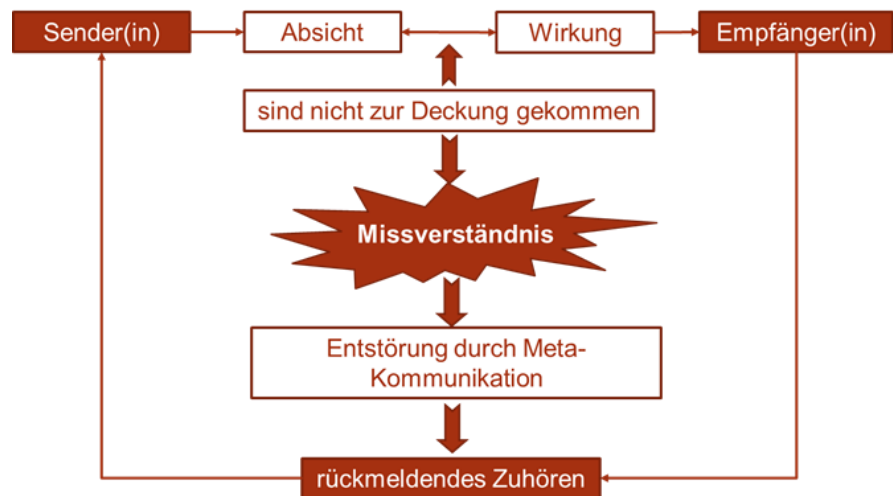 Sender(in)
Absicht
Wirkung
Empfänger(in)
sind nicht zur Deckung gekommen
Missverständnis
Entstörung durch Meta-
Kommunikation
rückmeldendes Zuhören